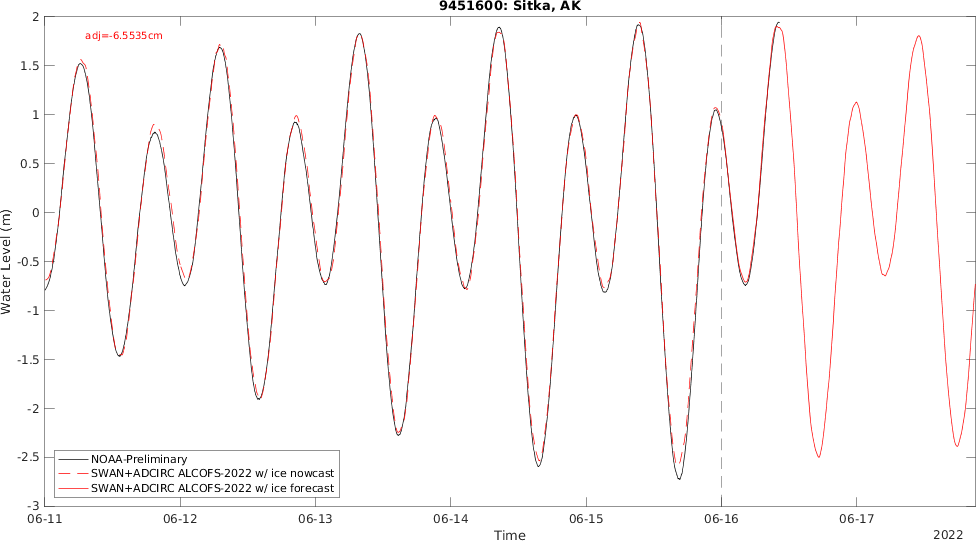 9451600: Sitka, AK
adj=-6.5535cm
2
1.5
1
0.5
0
-0.5
-1
-1.5
-2
-2.5
-3
Water Level (m)
NOAA-Preliminary
SWAN+ADCIRC ALCOFS-2022 w/ ice nowcast
SWAN+ADCIRC ALCOFS-2022 w/ ice forecast
06-11 06-12 06-13 06-14 06-15 06-16 06-17
Time
2022